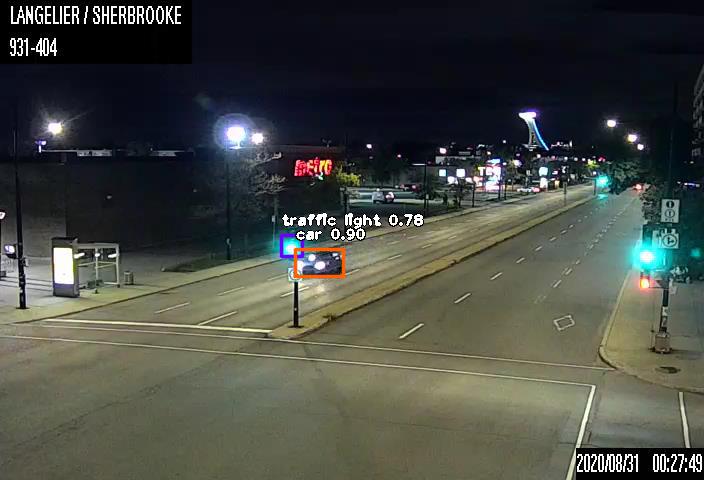 LANGELIER / SHERBROOKE
931-404
metro
traffic light 0.78
car 0.90
2020/08/31 00:27:49